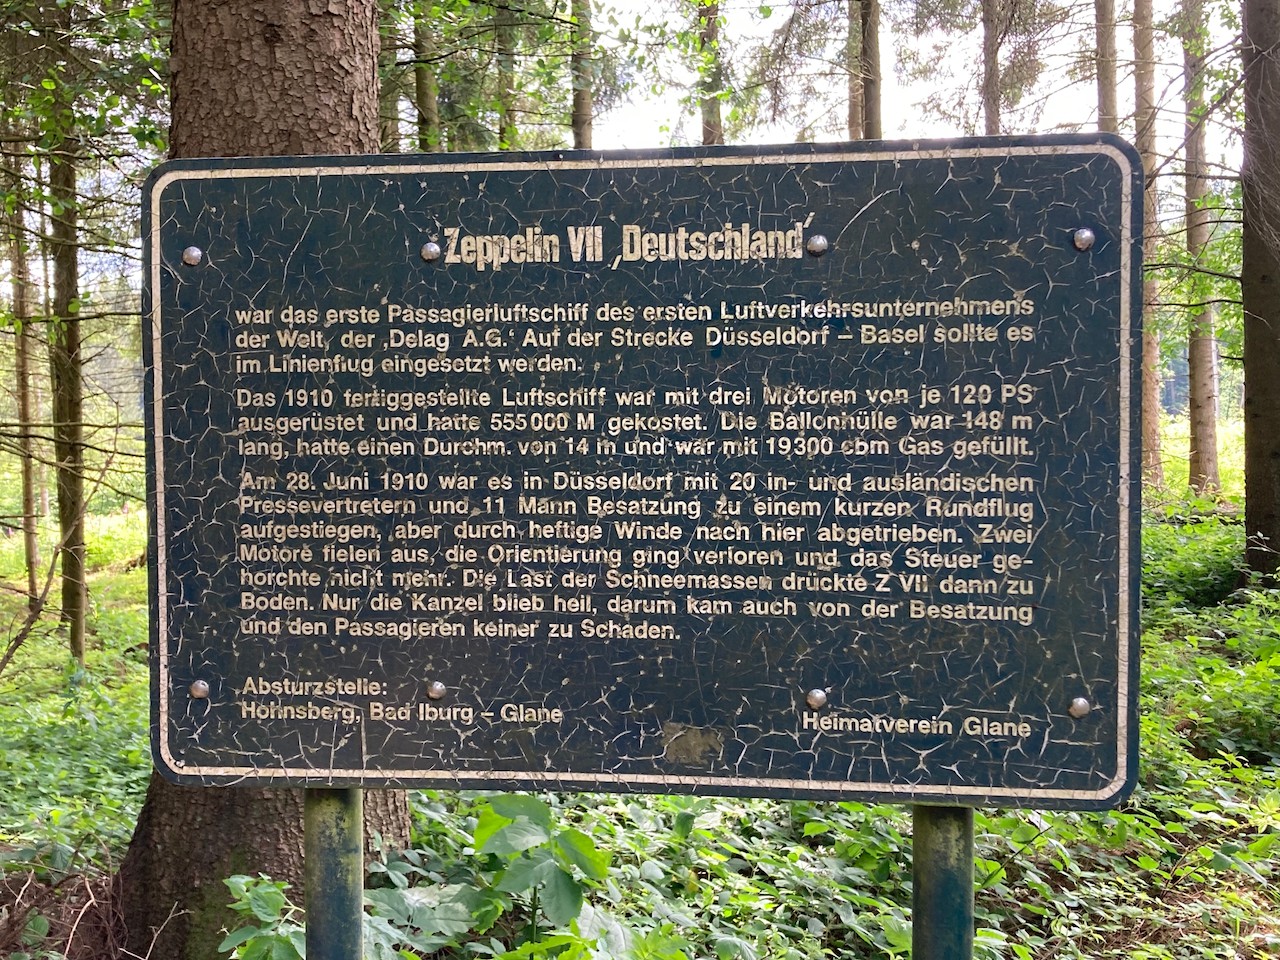 Zeppelin VII ‚Deutschland‘
war das erste Passagierluftschiff des ersten Luftverkehrsunternehmens
der Welt, der ‚Delag A.G.‘ Auf der Strecke Düsseldorf – Basel sollte es
im Linienflug eingesetzt werden.
Das 1910 fertiggestellte Luftschiff war mit drei Motoren von je 120 PS
ausgerüstet und hatte 555 000 M gekostet. Die Ballonhülle war 148 m
lang, hatte einen Durchm. von 14 m und war mit 19300 cbm Gas gefüllt.
Am 28. Juni 1910 war es in Düsseldorf mit 20 in- und ausländischen
Pressevertretern und 11 Mann Besatzung zu einem kurzen Rundflug
aufgestiegen, aber durch heftige Winde nach hier abgetrieben. Zwei
Motore fielen aus, die Orientierung ging verloren und das Steuer ge-
horchte nicht mehr. Die Last der Schneemassen drückte Z VII dann zu
Boden. Nur die Kanzel blieb heil, darum kam auch von der Besatzung
und den Passagieren keiner zu Schaden.
Absturzstelle:
Hohnsberg, Bad Iburg – Glane
Heimatverein Glane